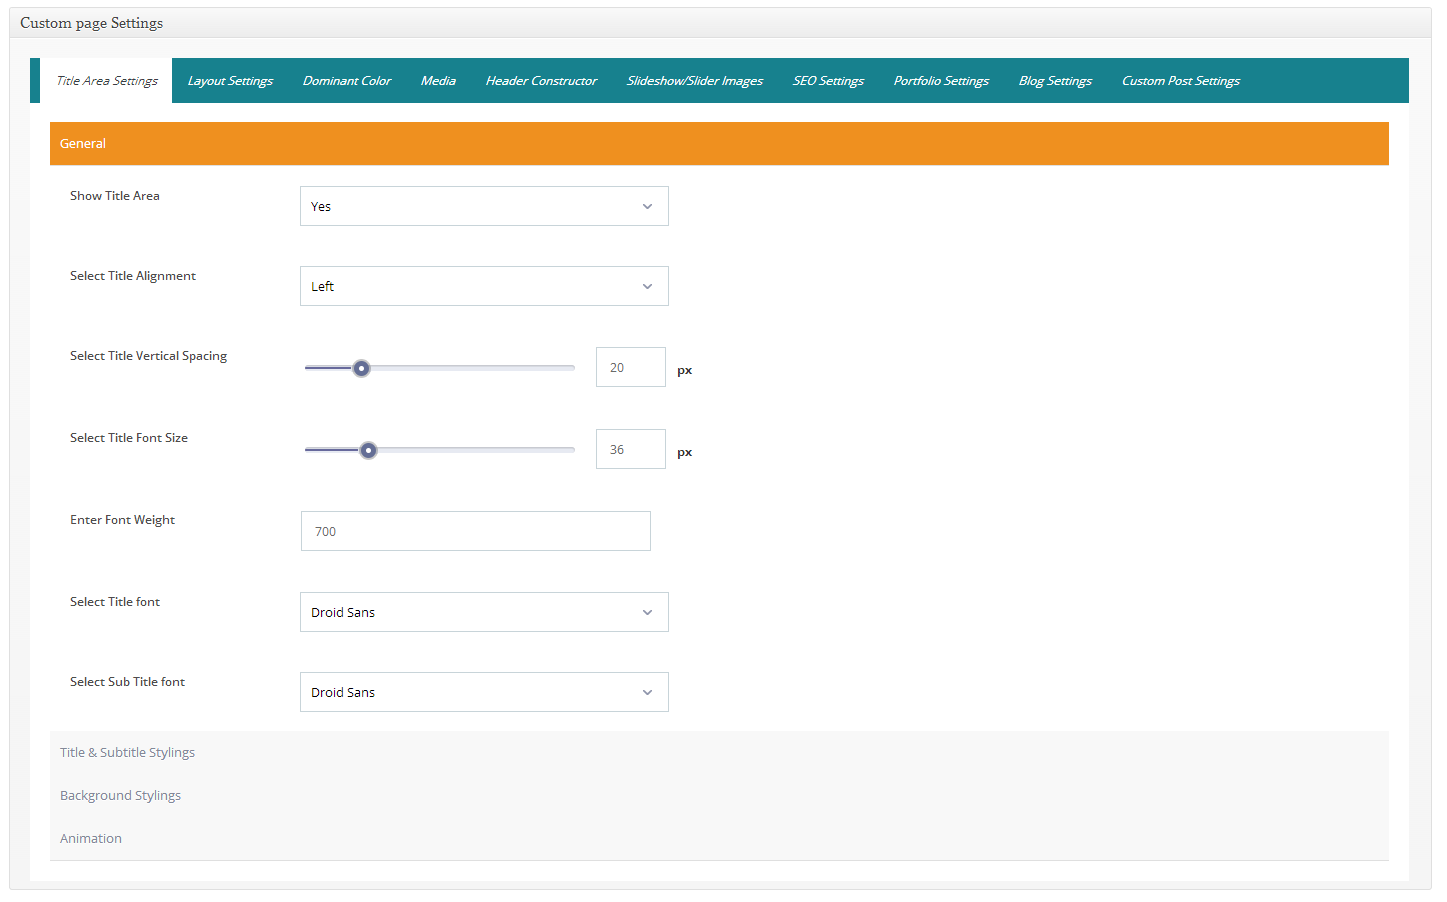 Custom page Settings
Title Area Settings Layout Settings Dominant Color Media Header Constructor Slideshow/Slider Images SEO Settings Portfolio Settings Blog Settings Custom Post Settings
General
Show Title Area Yes
Select Title Alignment Left
Select Title Vertical Spacing 20 px
Select Title Font Size 36 px
Enter Font Weight 700
Select Title font Droid Sans
Select Sub Title font Droid Sans
Title & Subtitle Stylings
Background Stylings
Animation